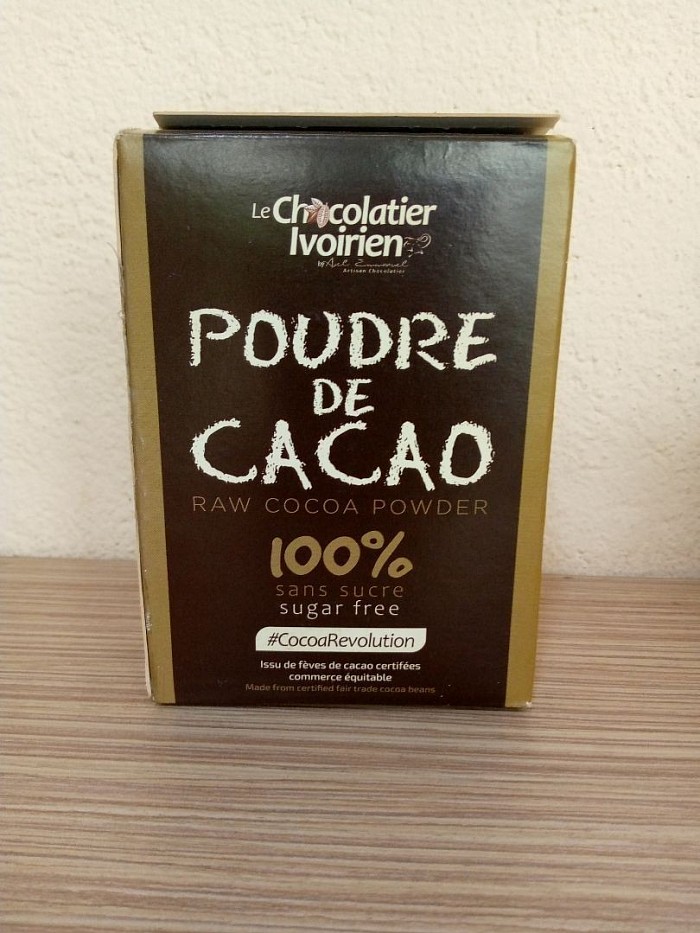 Le Chocolatier
Ivoirien
by
Artisan Chocolatier
POUDRE
DE
CACAO
RAW COCOA POWDER
100%
sans sucre
sugar free
#CocoaRevolution
Issu de fèves de cacao certifées
commerce équitable
Made from certified fair trade cocoa beans